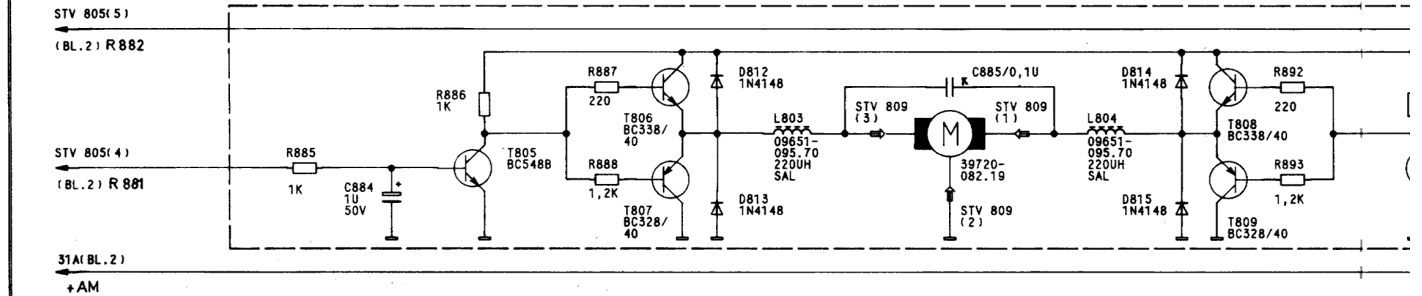 STV 805(5)
(BL.2) R 882
R886
1K
R887
220
T806
BC338/
40
D812
1N4148
C885/0,1U
D814
1N4148
R892
220
STV 809
(3)
STV 809
(1)
L803
09651-
095.70
220UH
SAL
M
L804
09651-
095.70
220UH
SAL
T808
BC338/40
STV 805(4)
(BL.2) R 881
R885
1K
C884
1U
50V
+
T805
BC548B
R888
1,2K
T807
BC328/
40
D813
1N4148
39720-
082.19
STV 809
(2)
D815
1N4148
R893
1,2K
T809
BC328/40
31A(BL.2)
+AM